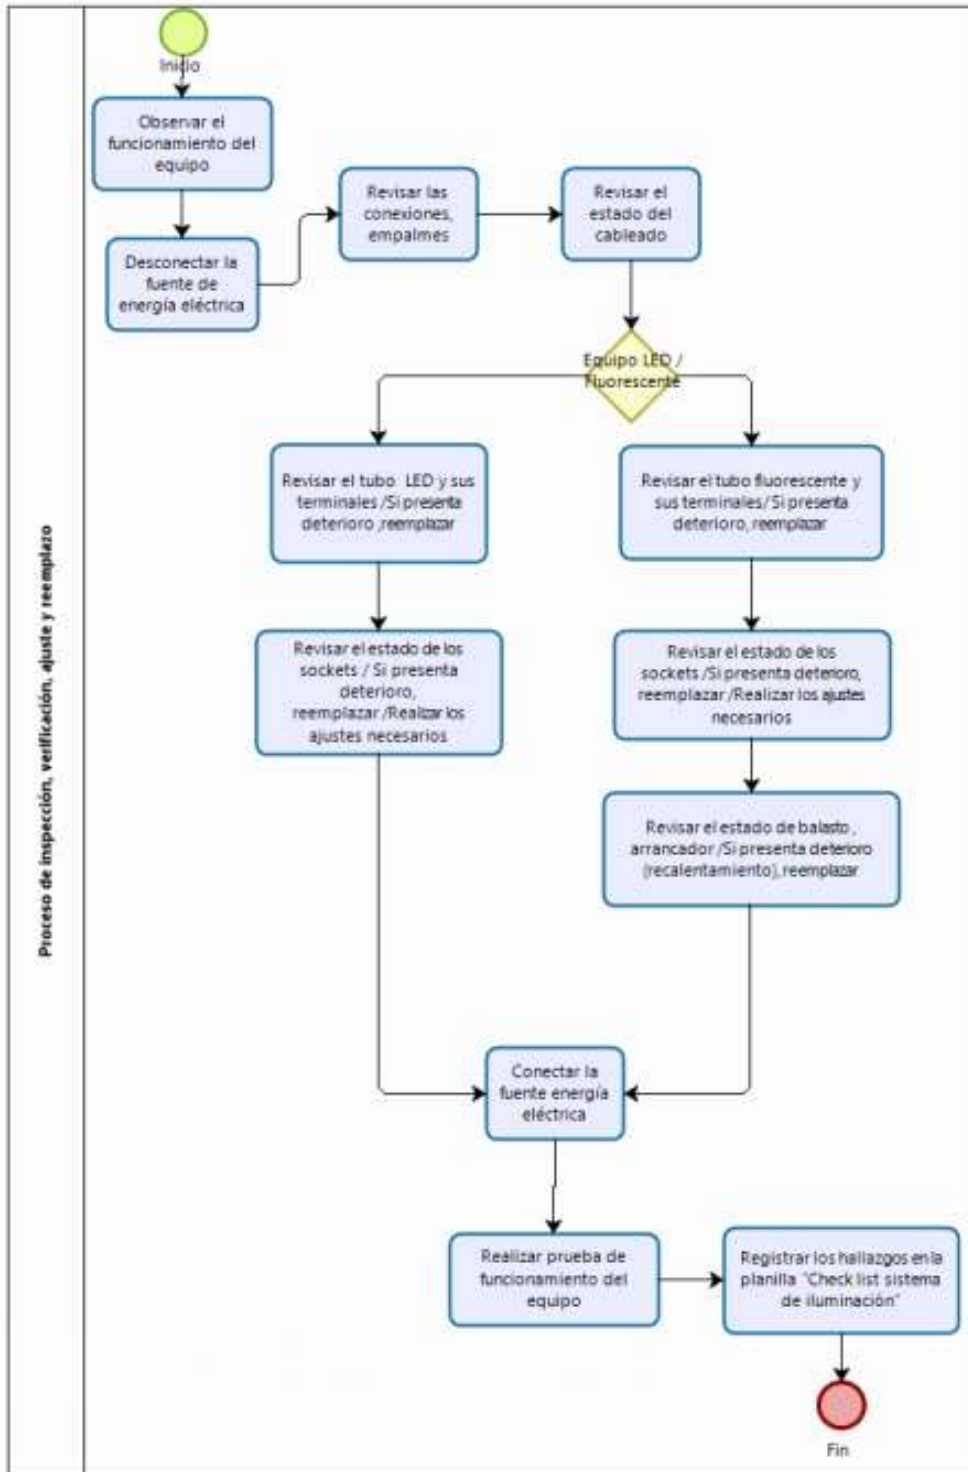 Proceso de inspección, verificación, ajuste y reemplazo
Inicio
Observar el
funcionamiento del
equipo
Desconectar la
fuente de
energía eléctrica
Revisar las
conexiones,
empalmes
Revisar el
estado del
cableado
Equipo LED /
Fluorescente
Revisar el tubo LED y sus
terminales /Si presenta
deterioro ,reemplazar
Revisar el tubo fluorescente y
sus terminales/ Si presenta
deterioro, reemplazar
Revisar el estado de los
sockets / Si presenta
deterioro,
reemplazar /Realizar los
ajustes necesarios
Revisar el estado de los
sockets /Si presenta deterioro,
reemplazar /Realizar los ajustes
necesarios
Revisar el estado de balasto ,
arrancador /Si presenta deterioro
(recalentamiento), reemplazar
Conectar la
fuente energía
eléctrica
Realizar prueba de
funcionamiento del
equipo
Registrar los hallazgos en la
planilla "Check list sistema
de iluminación"
Fin